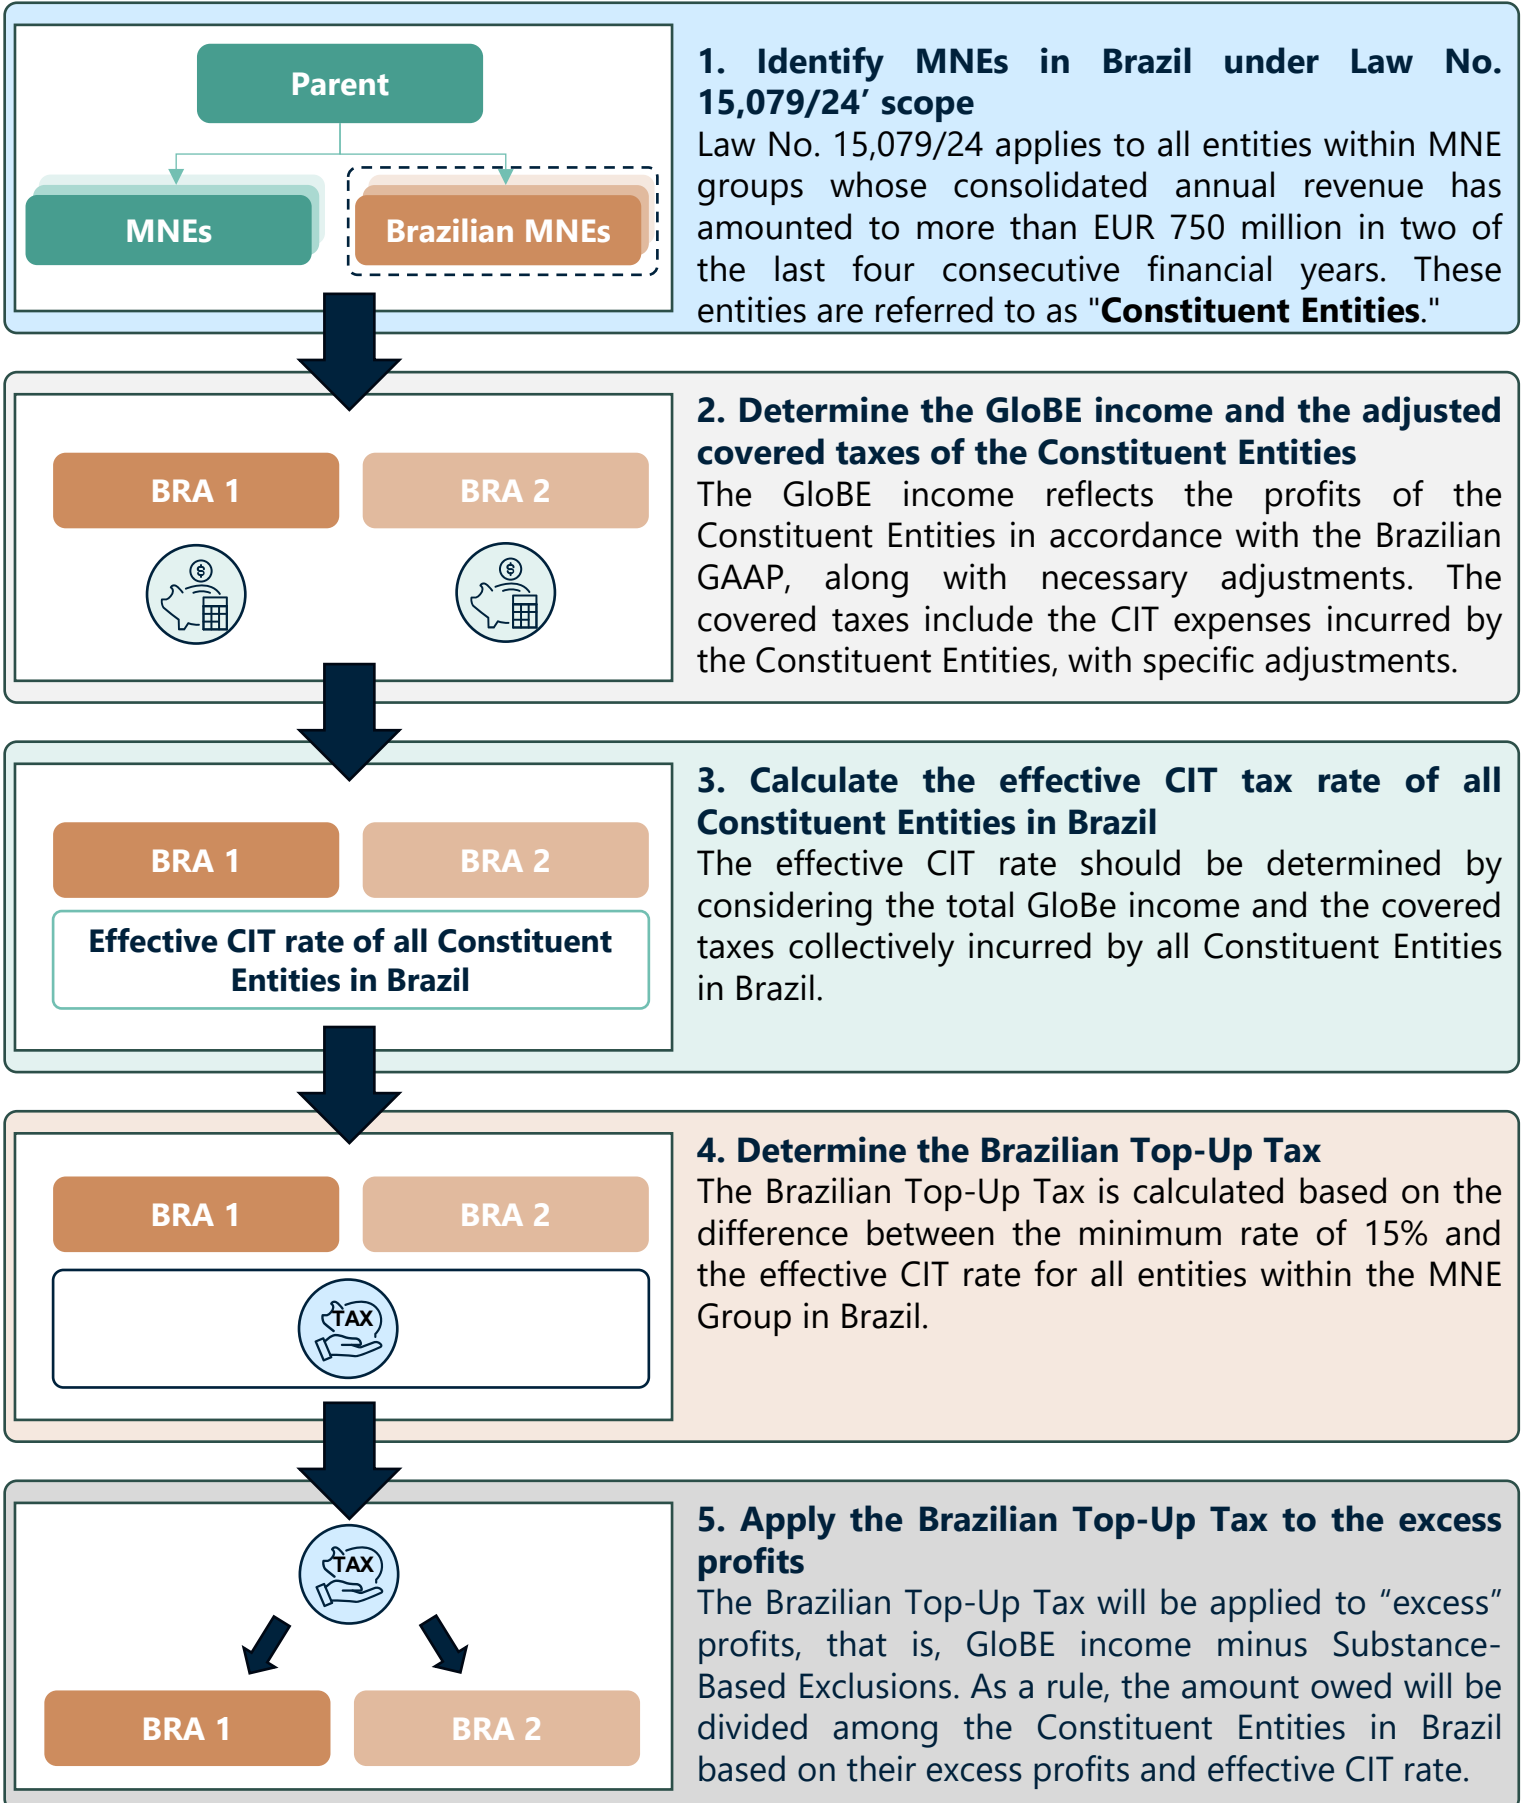 Parent
MNEs
Brazilian MNEs
1. Identify MNEs in Brazil under Law No.
15,079/24’ scope
Law No. 15,079/24 applies to all entities within MNE
groups whose consolidated annual revenue has
amounted to more than EUR 750 million in two of
the last four consecutive financial years. These
entities are referred to as "Constituent Entities."
BRA 1
BRA 2
$
$
2. Determine the GloBE income and the adjusted
covered taxes of the Constituent Entities
The GloBE income reflects the profits of the
Constituent Entities in accordance with the Brazilian
GAAP, along with necessary adjustments. The
covered taxes include the CIT expenses incurred by
the Constituent Entities, with specific adjustments.
BRA 1
BRA 2
Effective CIT rate of all Constituent
Entities in Brazil
3. Calculate the effective CIT tax rate of all
Constituent Entities in Brazil
The effective CIT rate should be determined by
considering the total GloBe income and the covered
taxes collectively incurred by all Constituent Entities
in Brazil.
BRA 1
BRA 2
TAX
4. Determine the Brazilian Top-Up Tax
The Brazilian Top-Up Tax is calculated based on the
difference between the minimum rate of 15% and
the effective CIT rate for all entities within the MNE
Group in Brazil.
TAX
BRA 1
BRA 2
5. Apply the Brazilian Top-Up Tax to the excess
profits
The Brazilian Top-Up Tax will be applied to “excess”
profits, that is, GloBE income minus Substance-
Based Exclusions. As a rule, the amount owed will be
divided among the Constituent Entities in Brazil
based on their excess profits and effective CIT rate.